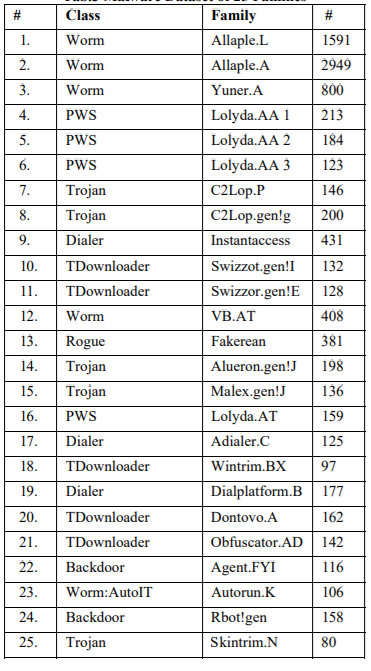 Table Malware Dataset of 25 Families
# Class Family #
1. Worm Allaple.L 1591
2. Worm Allaple.A 2949
3. Worm Yuner.A 800
4. PWS Lolyda.AA 1 213
5. PWS Lolyda.AA 2 184
6. PWS Lolyda.AA 3 123
7. Trojan C2Lop.P 146
8. Trojan C2Lop.gen!g 200
9. Dialer Instantaccess 431
10. TDownloader Swizzot.gen!I 132
11. TDownloader Swizzor.gen!E 128
12. Worm VB.AT 408
13. Rogue Fakerean 381
14. Trojan Alueron.gen!J 198
15. Trojan Malex.gen!J 136
16. PWS Lolyda.AT 159
17. Dialer Adialer.C 125
18. TDownloader Wintrim.BX 97
19. Dialer Dialplatform.B 177
20. TDownloader Dontovo.A 162
21. TDownloader Obfuscator.AD 142
22. Backdoor Agent.FYI 116
23. Worm:AutoIT Autorun.K 106
24. Backdoor Rbot!gen 158
25. Trojan Skintrim.N 80